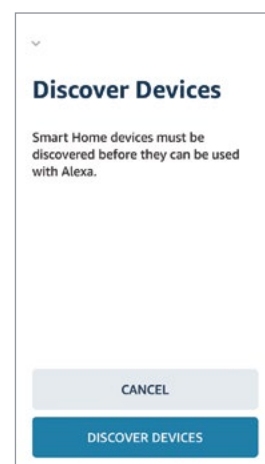 Discover Devices
Smart Home devices must be
discovered before they can be used
with Alexa.
CANCEL
DISCOVER DEVICES